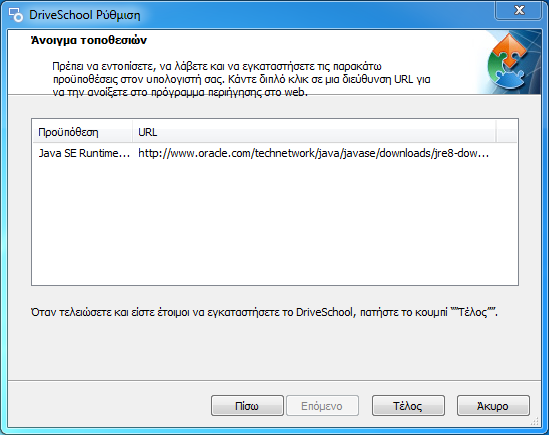 DriveSchool Ρύθμιση
Άνοιγμα τοποθεσιών
Πρέπει να εντοπίσετε, να λάβετε και να εγκαταστήσετε τις παρακάτω
προϋποθέσεις στον υπολογιστή σας. Κάντε διπλό κλικ σε μια διεύθυνση URL για
να την ανοίξετε στο πρόγραμμα περιήγησης στο web.
Προϋπόθεση URL
Java SE Runtime... http://www.oracle.com/technetwork/java/javase/downloads/jre8-dow...
Όταν τελειώσετε και είστε έτοιμοι να εγκαταστήσετε το DriveSchool, πατήστε το κουμπί ""Τέλος"".
Πίσω Επόμενο Τέλος Άκυρο